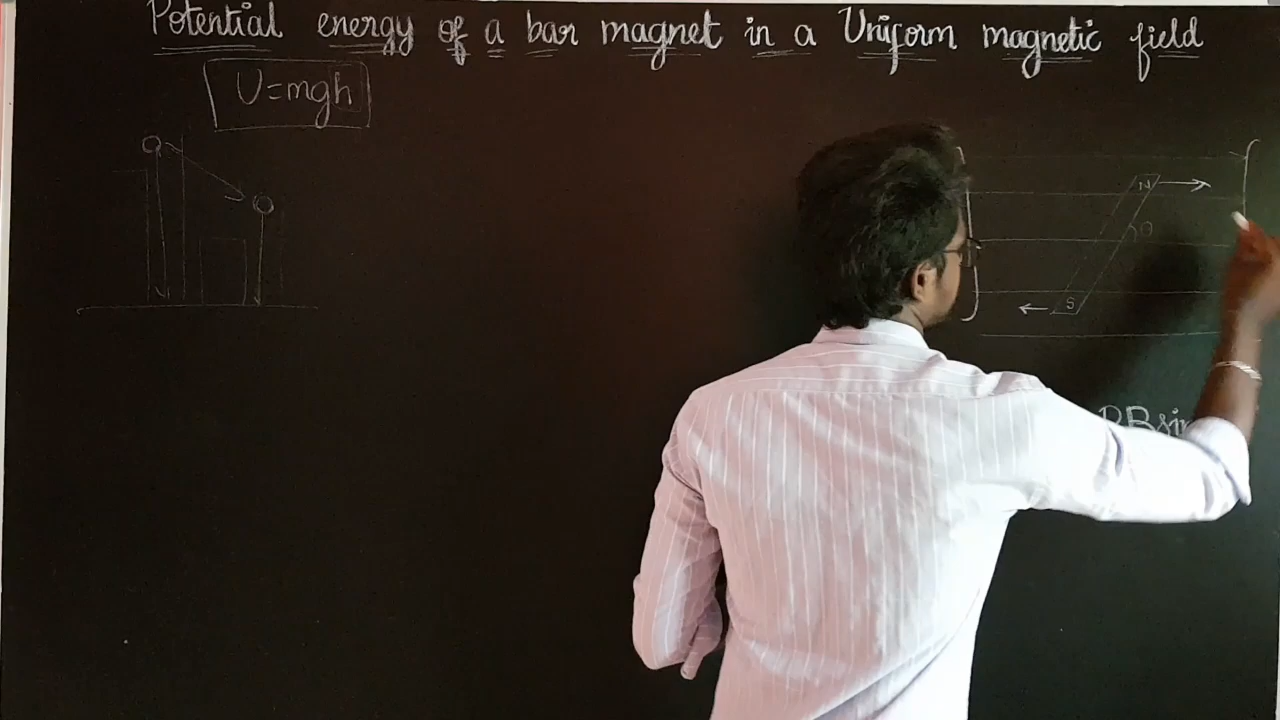 Potential energy of a bar magnet in a Uniform magnetic field
U=mgh
N
θ
S